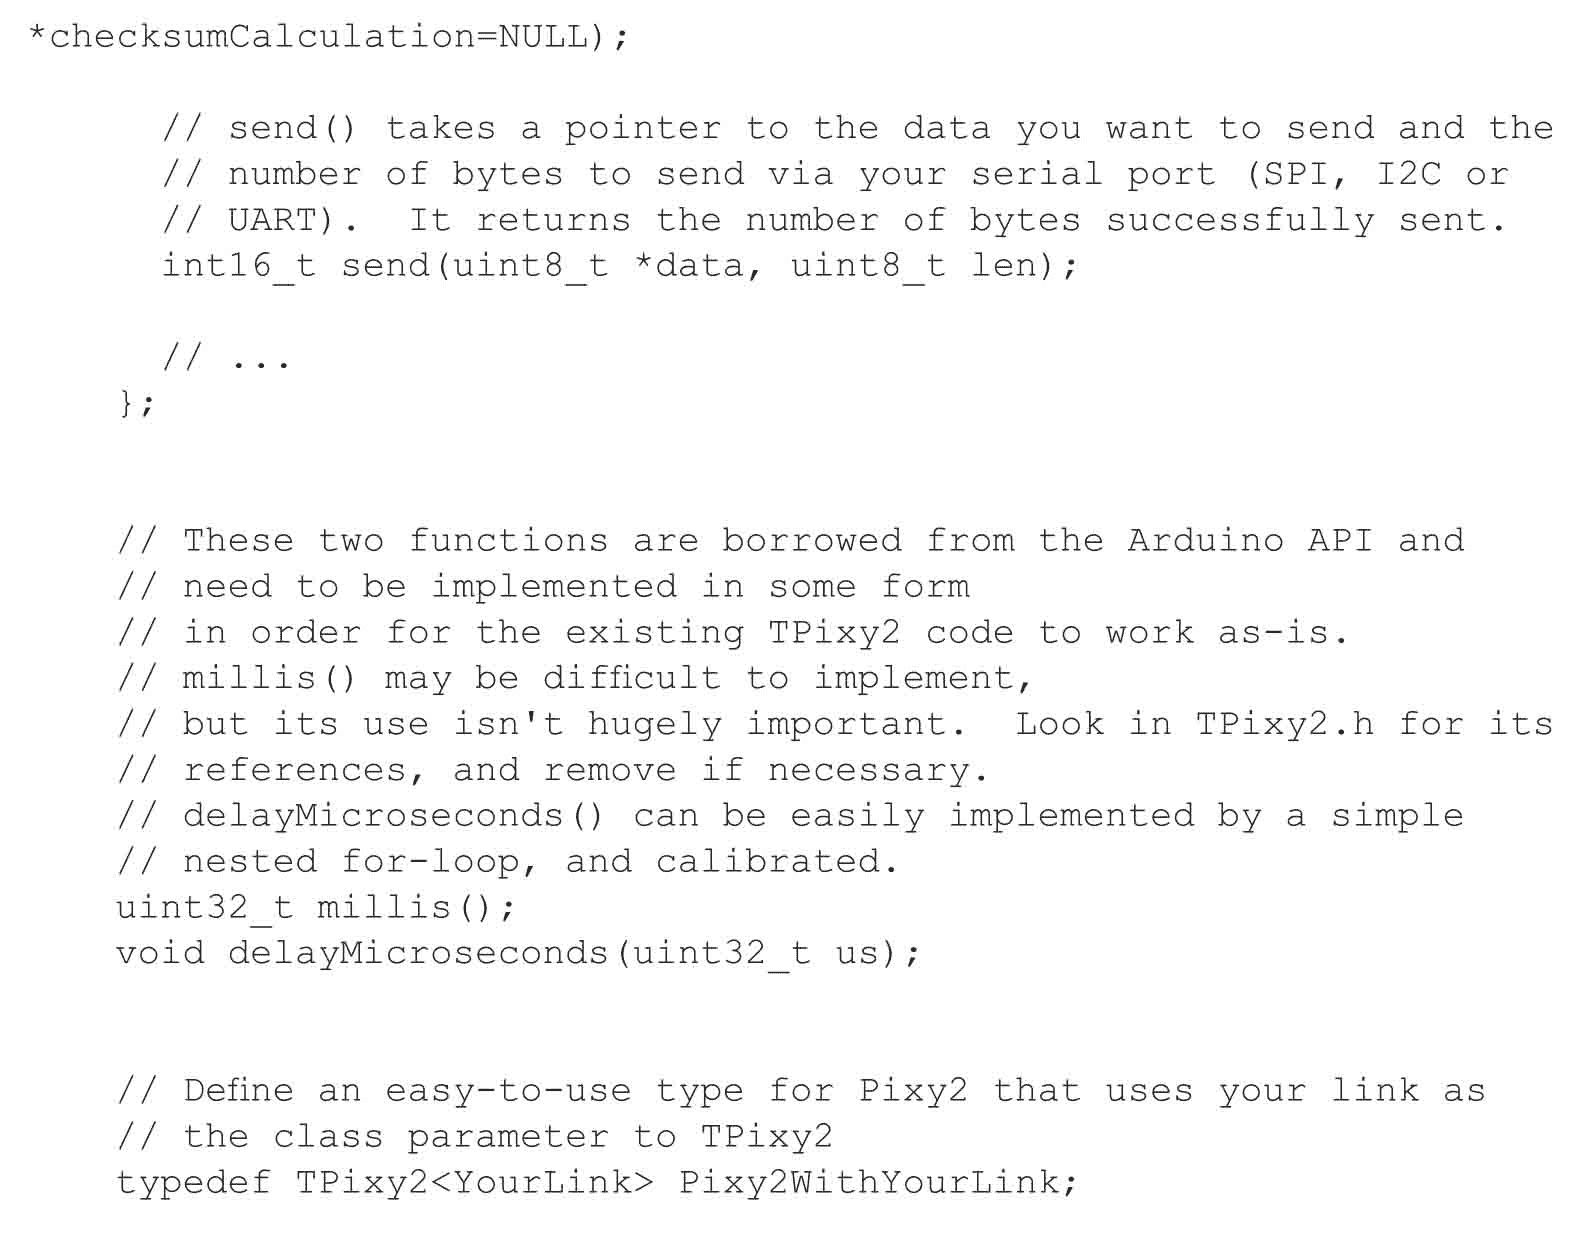 *checksumCalculation=NULL);
// send() takes a pointer to the data you want to send and the
// number of bytes to send via your serial port (SPI, I2C or
// UART).  It returns the number of bytes successfully sent.
int16_t send(uint8_t *data, uint8_t len);
// ...
};
// These two functions are borrowed from the Arduino API and
// need to be implemented in some form
// in order for the existing TPixy2 code to work as-is.
// millis() may be difficult to implement,
// but its use isn't hugely important.  Look in TPixy2.h for its
// references, and remove if necessary.
// delayMicroseconds() can be easily implemented by a simple
// nested for-loop, and calibrated.
uint32_t millis();
void delayMicroseconds(uint32_t us);
// Define an easy-to-use type for Pixy2 that uses your link as
// the class parameter to TPixy2
typedef TPixy2<YourLink> Pixy2WithYourLink;